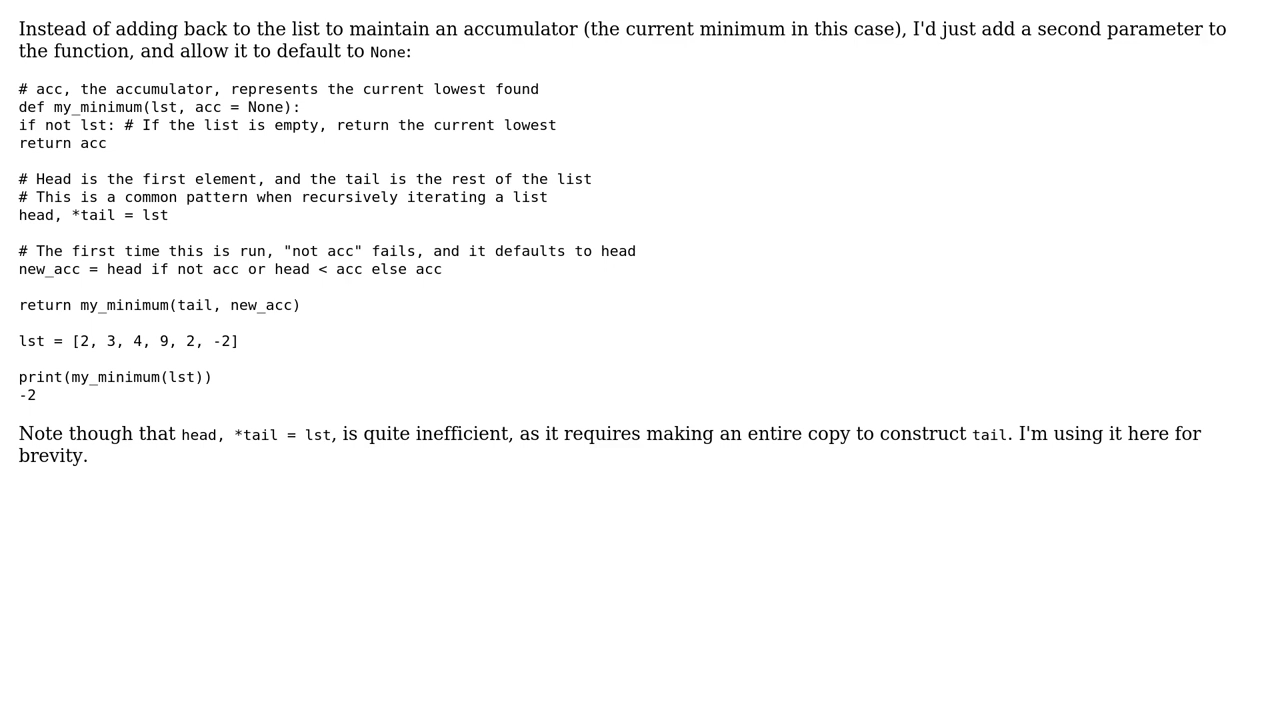 Instead of adding back to the list to maintain an accumulator (the current minimum in this case), I'd just add a second parameter to
the function, and allow it to default to None:
# acc, the accumulator, represents the current lowest found
def my_minimum(lst, acc = None):
if not lst: # If the list is empty, return the current lowest
return acc
# Head is the first element, and the tail is the rest of the list
# This is a common pattern when recursively iterating a list
head, *tail = lst
# The first time this is run, "not acc" fails, and it defaults to head
new_acc = head if not acc or head < acc else acc
return my_minimum(tail, new_acc)
lst = [2, 3, 4, 9, 2, -2]
print(my_minimum(lst))
-2
Note though that head, *tail = lst, is quite inefficient, as it requires making an entire copy to construct tail. I'm using it here for
brevity.